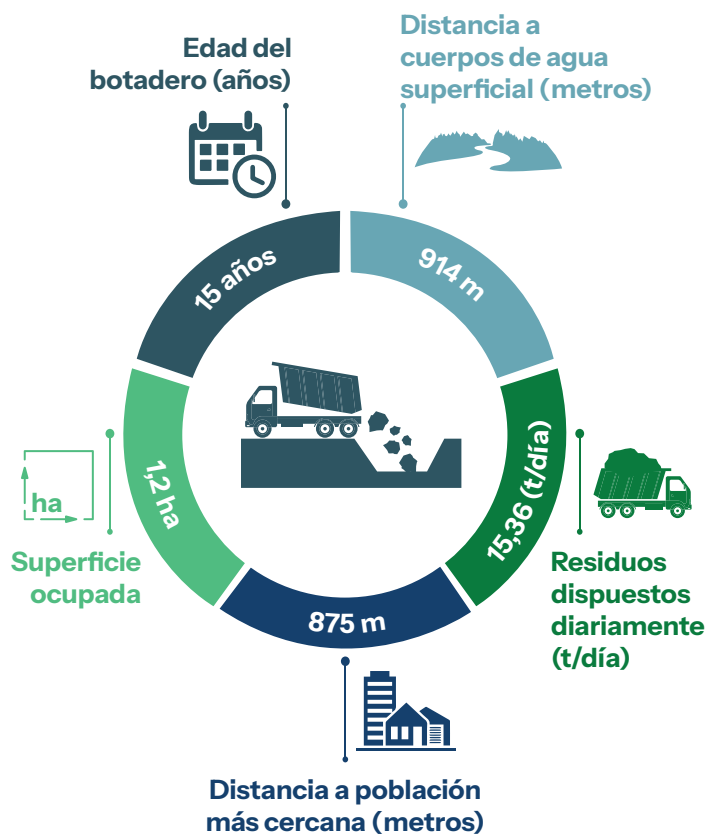 Edad del
botadero (años)
Distancia a
cuerpos de agua
superficial (metros)
15 años
914 m
1,2 ha
15,36 (t/día)
875 m
ha
Superficie
ocupada
Residuos
dispuestos
diariamente
(t/día)
Distancia a población
más cercana (metros)